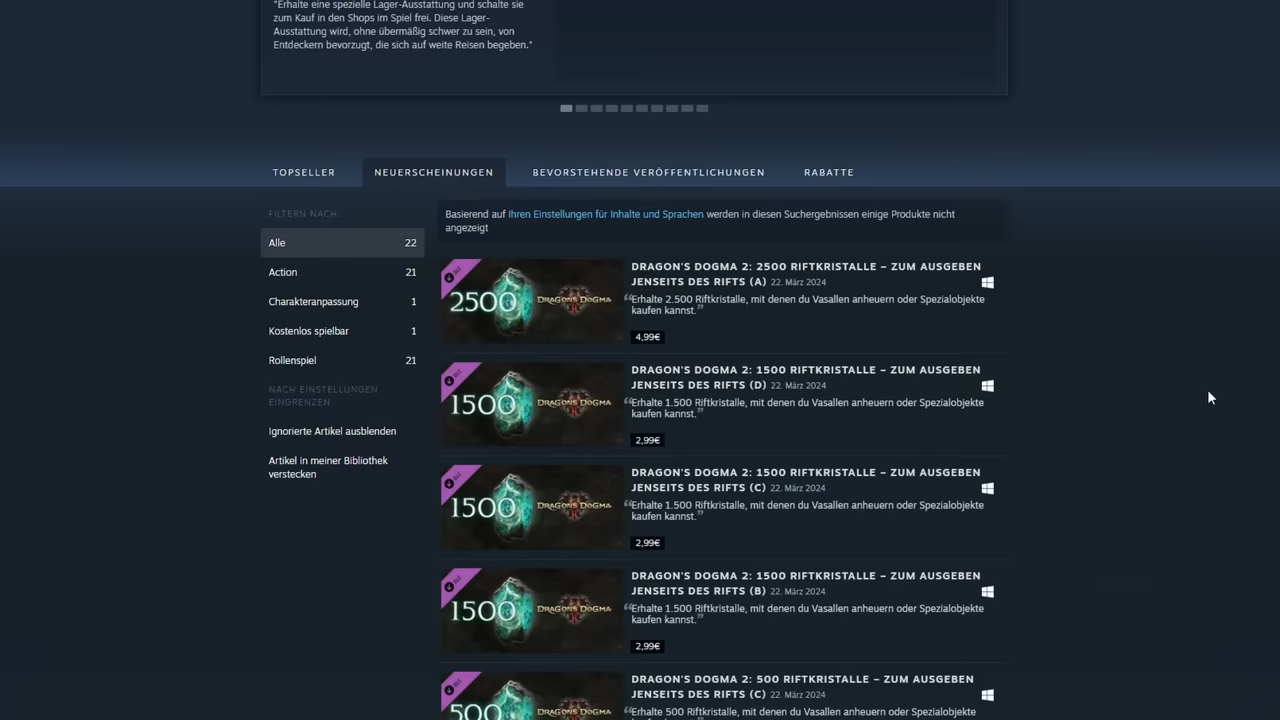 "Erhalte eine spezielle Lager-Ausstattung und schalte sie
zum Kauf in den Shops im Spiel frei. Diese Lager-
Ausstattung wird, ohne übermäßig schwer zu sein, von
Entdeckern bevorzugt, die sich auf weite Reisen begeben."
TOPSELLER
NEUERSCHEINUNGEN
BEVORSTEHENDE VERÖFFENTLICHUNGEN
RABATTE
FILTERN NACH:
Alle 22
Action 21
Charakteranpassung 1
Kostenlos spielbar 1
Rollenspiel 21
NACH EINSTELLUNGEN
EINGRENZEN
Ignorierte Artikel ausblenden
Artikel in meiner Bibliothek
verstecken
Basierend auf Ihren Einstellungen für Inhalte und Sprachen werden in diesen Suchergebnissen einige Produkte nicht
angezeigt
2500 DRAGON'S DOGMA
DRAGON'S DOGMA 2: 2500 RIFTKRISTALLE – ZUM AUSGEBEN
JENSEITS DES RIFTS (A) 22. März 2024
“Erhalte 2.500 Riftkristalle, mit denen du Vasallen anheuern oder Spezialobjekte
kaufen kannst.”
4,99€
1500 DRAGON'S DOGMA
DRAGON'S DOGMA 2: 1500 RIFTKRISTALLE – ZUM AUSGEBEN
JENSEITS DES RIFTS (D) 22. März 2024
“Erhalte 1.500 Riftkristalle, mit denen du Vasallen anheuern oder Spezialobjekte
kaufen kannst.”
2,99€
1500 DRAGON'S DOGMA
DRAGON'S DOGMA 2: 1500 RIFTKRISTALLE – ZUM AUSGEBEN
JENSEITS DES RIFTS (C) 22. März 2024
“Erhalte 1.500 Riftkristalle, mit denen du Vasallen anheuern oder Spezialobjekte
kaufen kannst.”
2,99€
1500 DRAGON'S DOGMA
DRAGON'S DOGMA 2: 1500 RIFTKRISTALLE – ZUM AUSGEBEN
JENSEITS DES RIFTS (B) 22. März 2024
“Erhalte 1.500 Riftkristalle, mit denen du Vasallen anheuern oder Spezialobjekte
kaufen kannst.”
2,99€
500 DRAGON'S DOGMA
DRAGON'S DOGMA 2: 500 RIFTKRISTALLE – ZUM AUSGEBEN
JENSEITS DES RIFTS (C) 22. März 2024
“Erhalte 500 Riftkristalle, mit denen du Vasallen anheuern oder Spezialobjekte